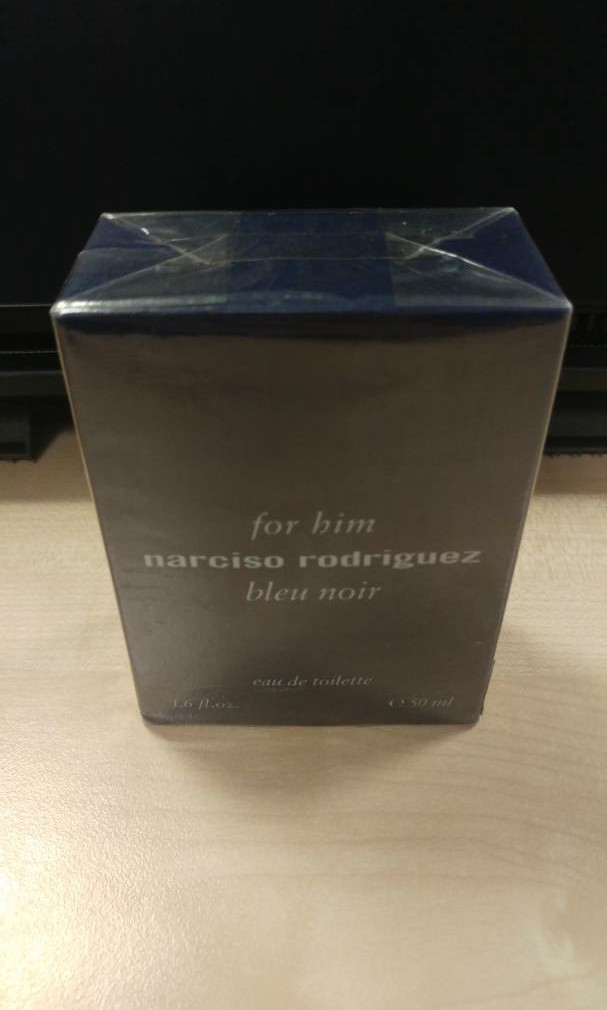 for him
narciso rodriguez
bleu noir
eau de toilette
1.6 fl.oz. ℮ 50 ml